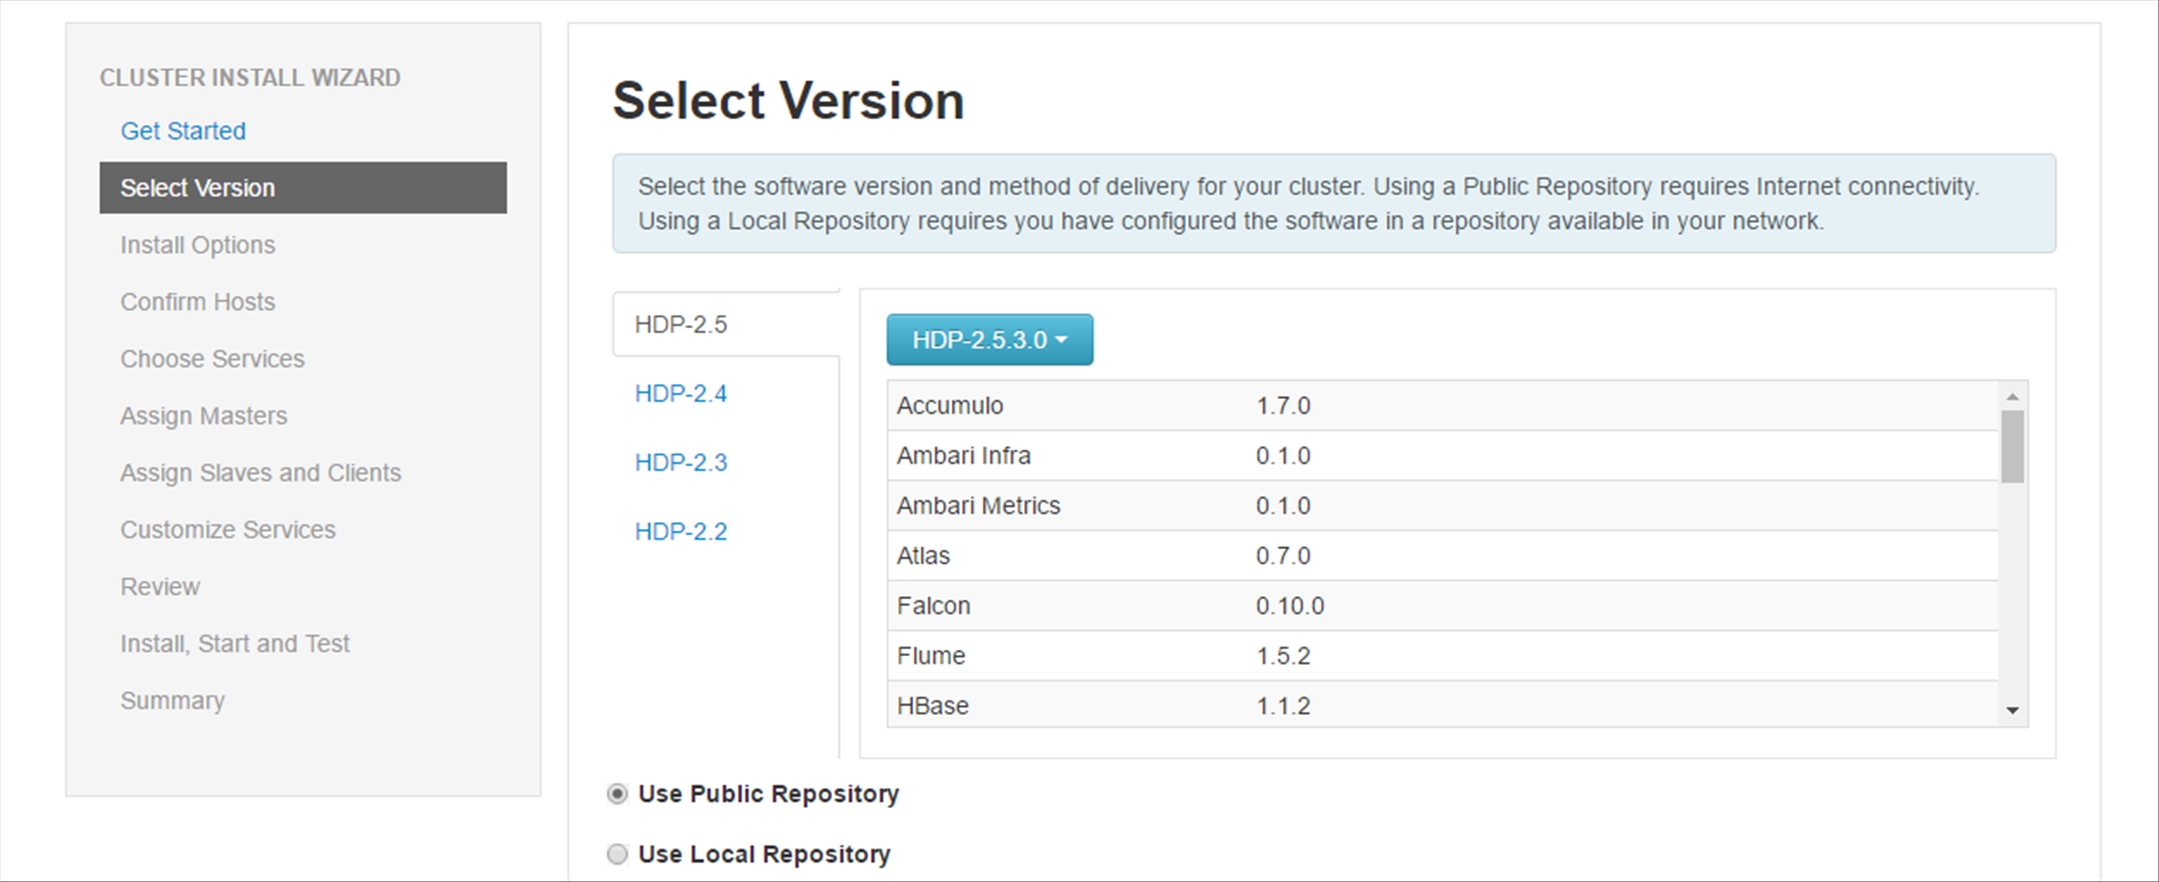 CLUSTER INSTALL WIZARD
Get Started
Select Version
Install Options
Confirm Hosts
Choose Services
Assign Masters
Assign Slaves and Clients
Customize Services
Review
Install, Start and Test
Summary
Select Version
Select the software version and method of delivery for your cluster. Using a Public Repository requires Internet connectivity.
Using a Local Repository requires you have configured the software in a repository available in your network.
HDP-2.5
HDP-2.4
HDP-2.3
HDP-2.2
HDP-2.5.3.0
Accumulo 1.7.0
Ambari Infra 0.1.0
Ambari Metrics 0.1.0
Atlas 0.7.0
Falcon 0.10.0
Flume 1.5.2
HBase 1.1.2
Use Public Repository
Use Local Repository